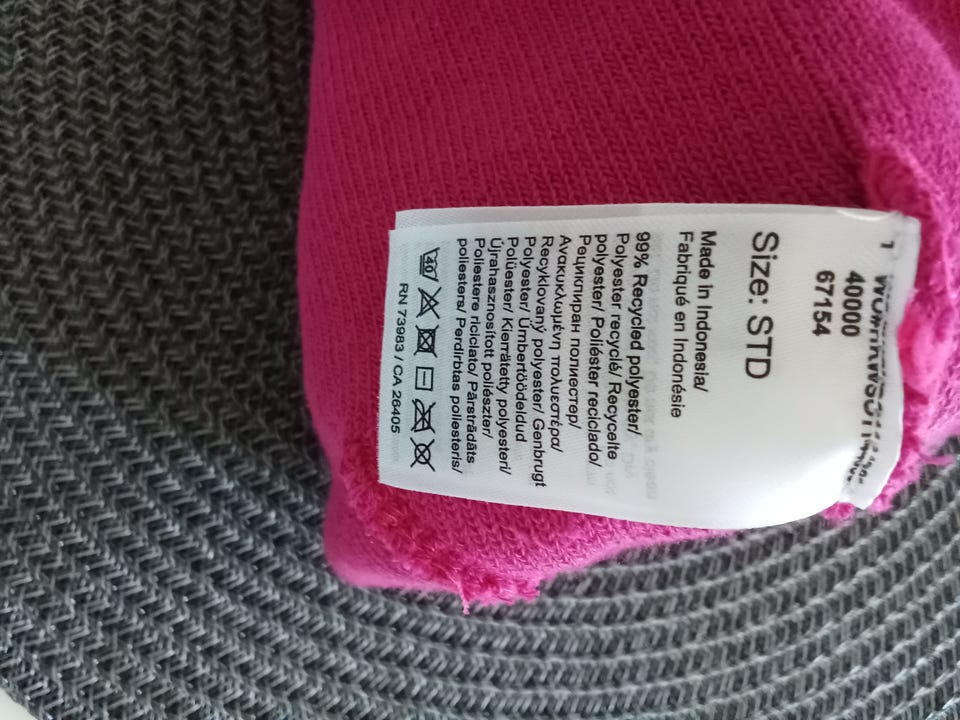 40000
67154
Size: STD
Made in Indonesia/
Fabriqué en Indonésie
99% Recycled polyester/
Polyester recyclé/ Recycelte
polyester/ Poliéster reciclado/
Рециклиран полиестер/
Ανακυκλωμένη πολυεστέρα/
Recyklovaný polyester/ Genbrugt
Polyester/ Ümbertöödeldud
Polüester/ Kierrätetty polyesteri/
Újrahasznosított poliészter/
Poliestere riciclato/ Pārstrādāts
poliesters/ Perdirbtas poliesteris/
40
RN 73983 / CA 26405